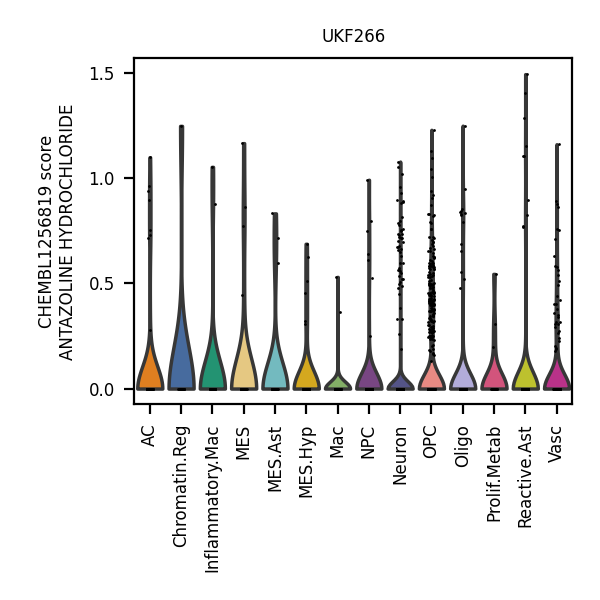 UKF266
CHEMBL1256819 score
ANTAZOLINE HYDROCHLORIDE
1.5
1.0
0.5
0.0
AC
Chromatin.Reg
Inflammatory.Mac
MES
MES.Ast
MES.Hyp
Mac
NPC
Neuron
OPC
Oligo
Prolif.Metab
Reactive.Ast
Vasc